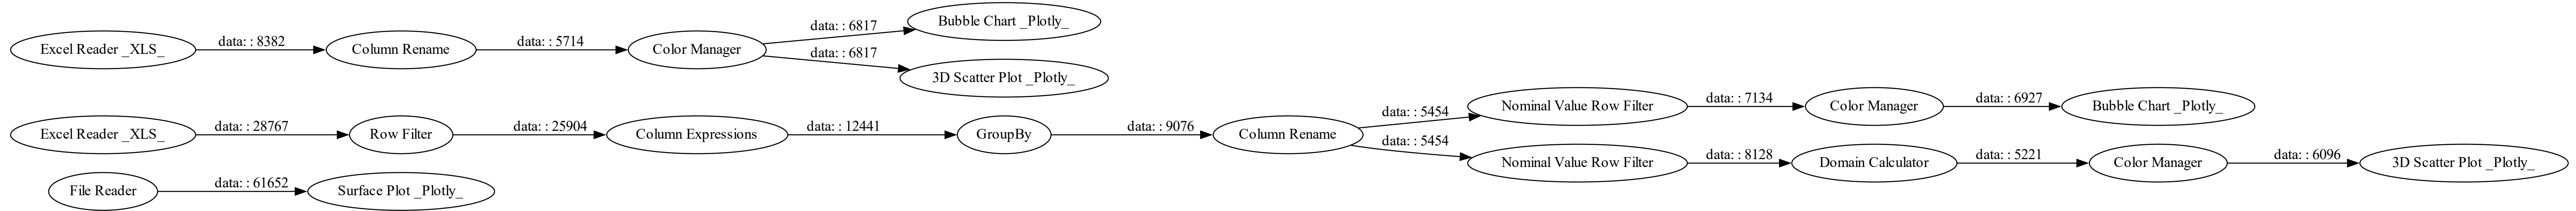 Excel Reader _XLS_
data: : 8382
Column Rename
data: : 5714
Color Manager
data: : 6817
Bubble Chart _Plotly_
data: : 6817
3D Scatter Plot _Plotly_
Excel Reader _XLS_
data: : 28767
Row Filter
data: : 25904
Column Expressions
data: : 12441
GroupBy
data: : 9076
Column Rename
data: : 5454
Nominal Value Row Filter
data: : 7134
Color Manager
data: : 6927
Bubble Chart _Plotly_
data: : 5454
Nominal Value Row Filter
data: : 8128
Domain Calculator
data: : 5221
Color Manager
data: : 6096
3D Scatter Plot _Plotly_
File Reader
data: : 61652
Surface Plot _Plotly_